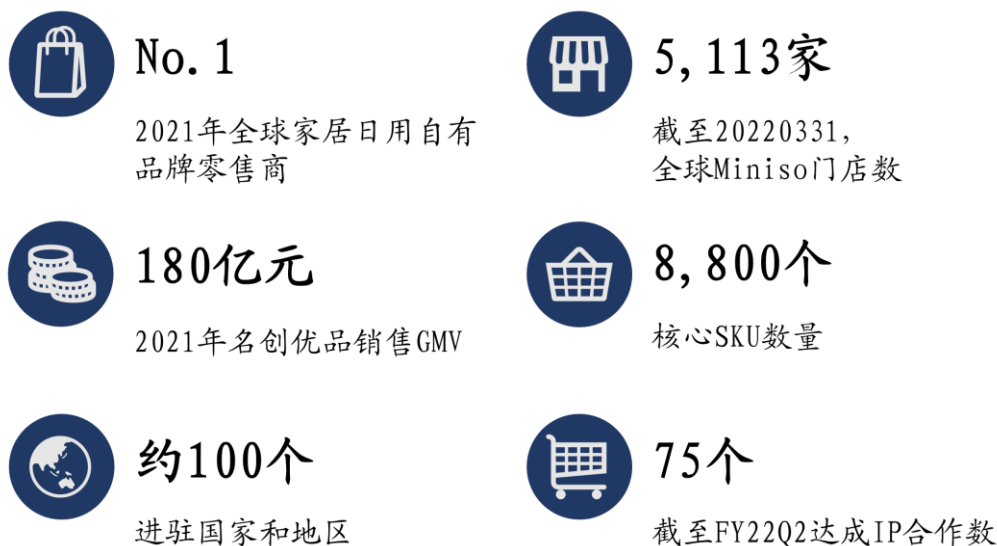 No.1
2021年全球家居日用自有
品牌零售商
5,113家
截至20220331,
全球Miniso门店数
180亿元
2021年名创优品销售GMV
8,800个
核心SKU数量
约100个
进驻国家和地区
75个
截至FY22Q2达成IP合作数